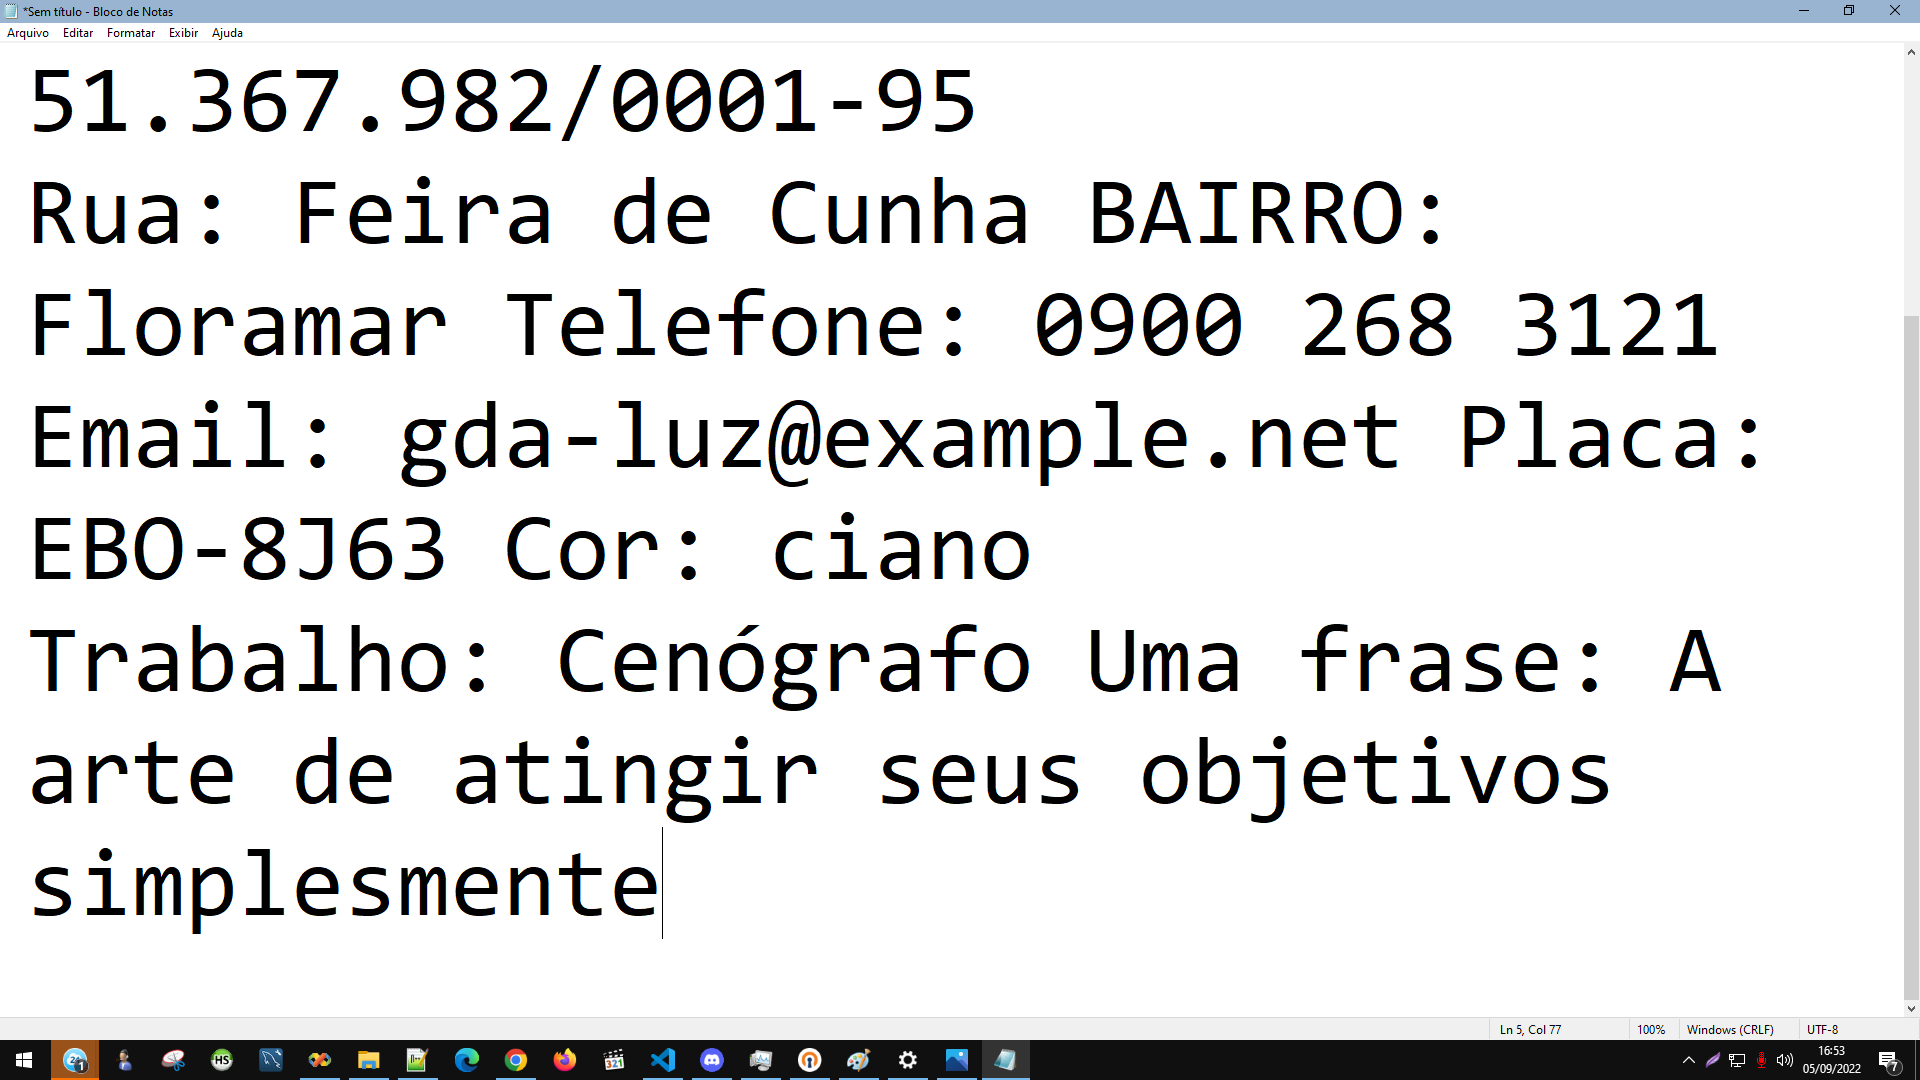 *Sem título - Bloco de Notas
Arquivo Editar Formatar Exibir Ajuda
51.367.982/0001-95
Rua: Feira de Cunha BAIRRO:
Floramar Telefone: 0900 268 3121
Email: gda-luz@example.net Placa:
EBO-8J63 Cor: ciano
Trabalho: Cenógrafo Uma frase: A
arte de atingir seus objetivos
simplesmente
Ln 5, Col 77 100% Windows (CRLF) UTF-8
16:53
05/09/2022